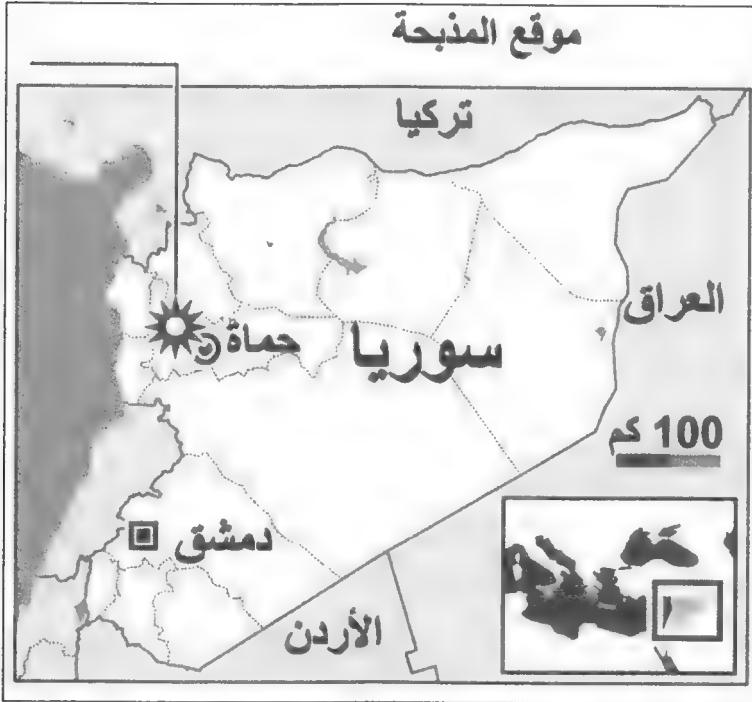 موقع المذبحة
تركيا
العراق
حماة
سوريا
100 كم
دمشق
الأردن